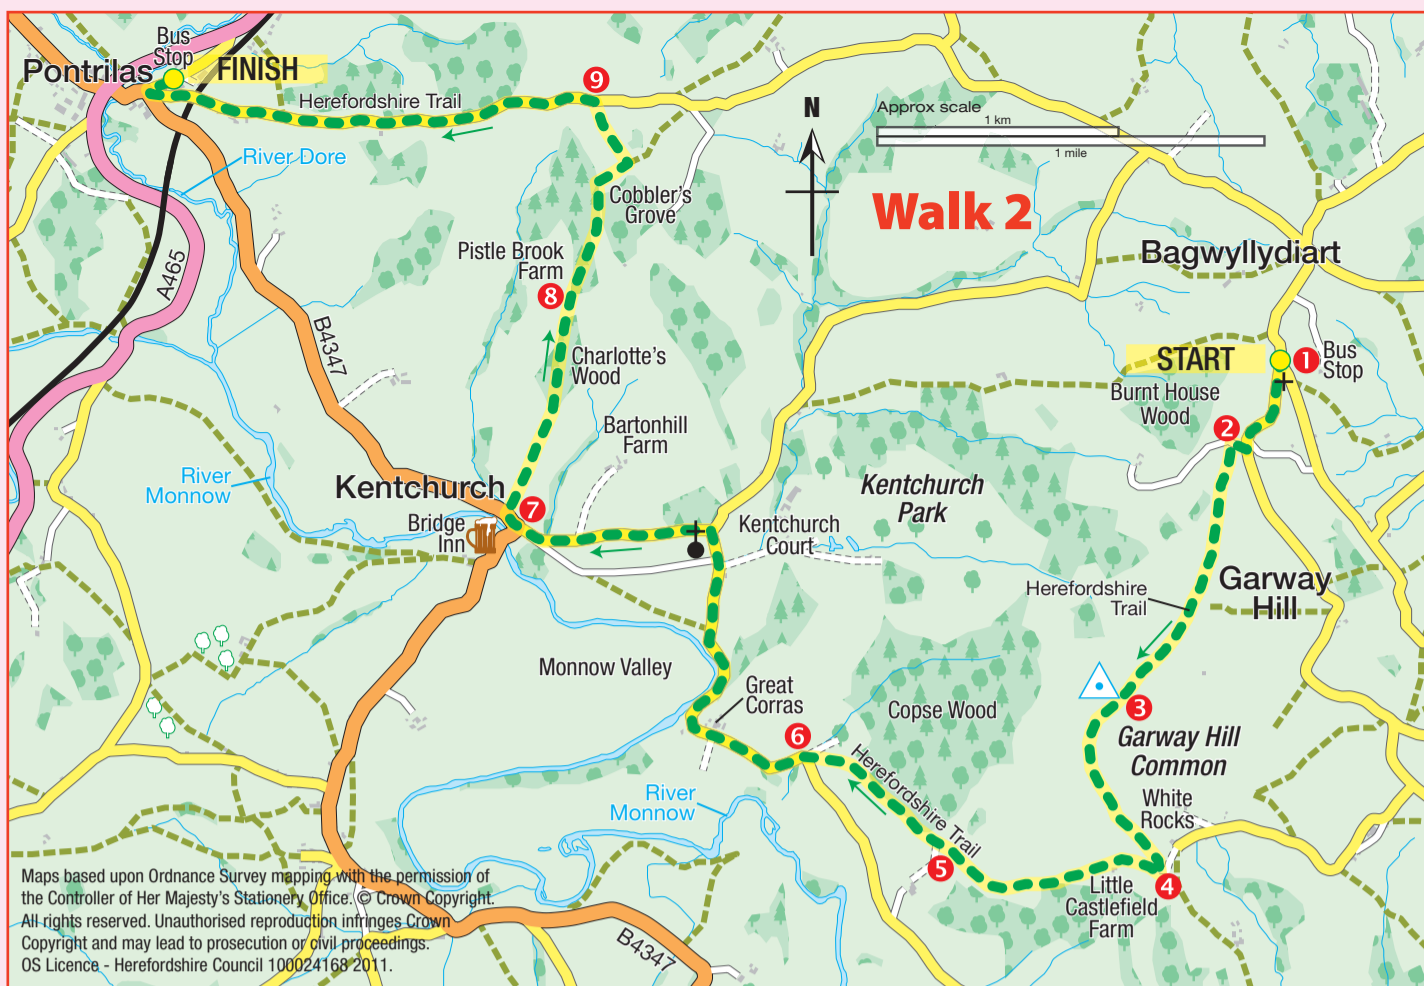 Bus
Stop
Pontrilas
FINISH
Herefordshire Trail
9
N
Approx scale
1 km
1 mile
River Dore
Cobbler's
Grove
Walk 2
Pistle Brook
Farm
8
Bagwyllydiart
A465
B4347
Charlotte's
Wood
START
1
Bus
Stop
Burnt House
Wood
2
Bartonhill
Farm
River
Monnow
Kentchurch
7
Bridge
Inn
Kentchurch
Park
Kentchurch
Court
Herefordshire
Trail
Garway
Hill
Monnow Valley
Great
Corras
Copse Wood
3
6
Garway Hill
Common
Herefordshire Trail
River
Monnow
White
Rocks
5
4
Little
Castlefield
Farm
B4347
Maps based upon Ordnance Survey mapping with the permission of
the Controller of Her Majesty's Stationery Office. © Crown Copyright.
All rights reserved. Unauthorised reproduction infringes Crown
Copyright and may lead to prosecution or civil proceedings.
OS Licence - Herefordshire Council 100024168 2011.